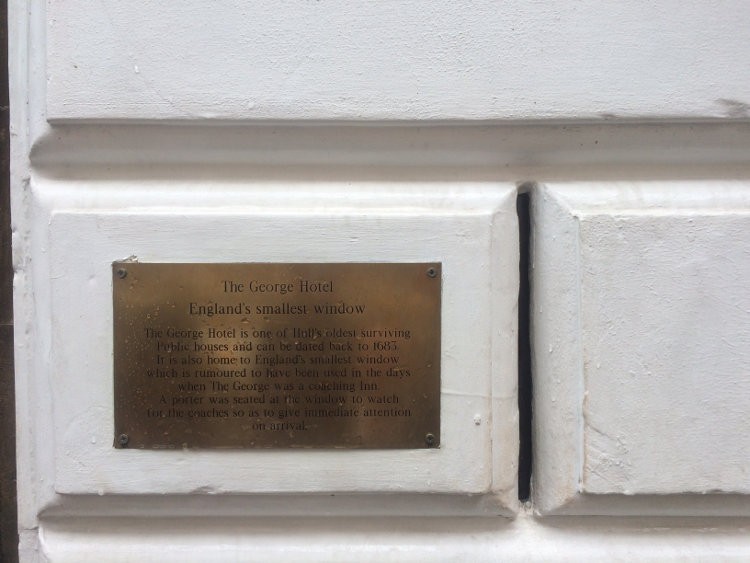 The George Hotel
England's smallest window
The George Hotel is one of Hull's oldest surviving
Public houses and can be dated back to 1683.
It is also home to England's smallest window
which is rumoured to have been used in the days
when The George was a coaching Inn
A porter was seated at the window to watch
for the coaches so as to give immediate attention
on arrival.